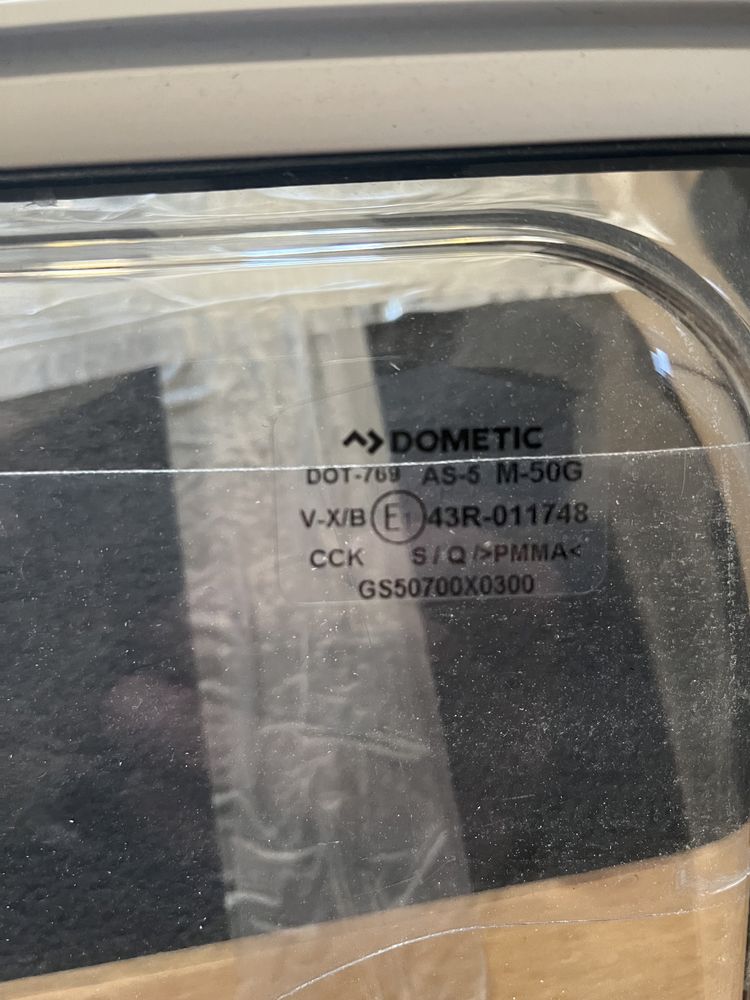 DOMETIC
DOT-769 AS-5 M-50G
V-X/B E1 43R-011748
CCK S / Q />PMMA<
GS50700X0300